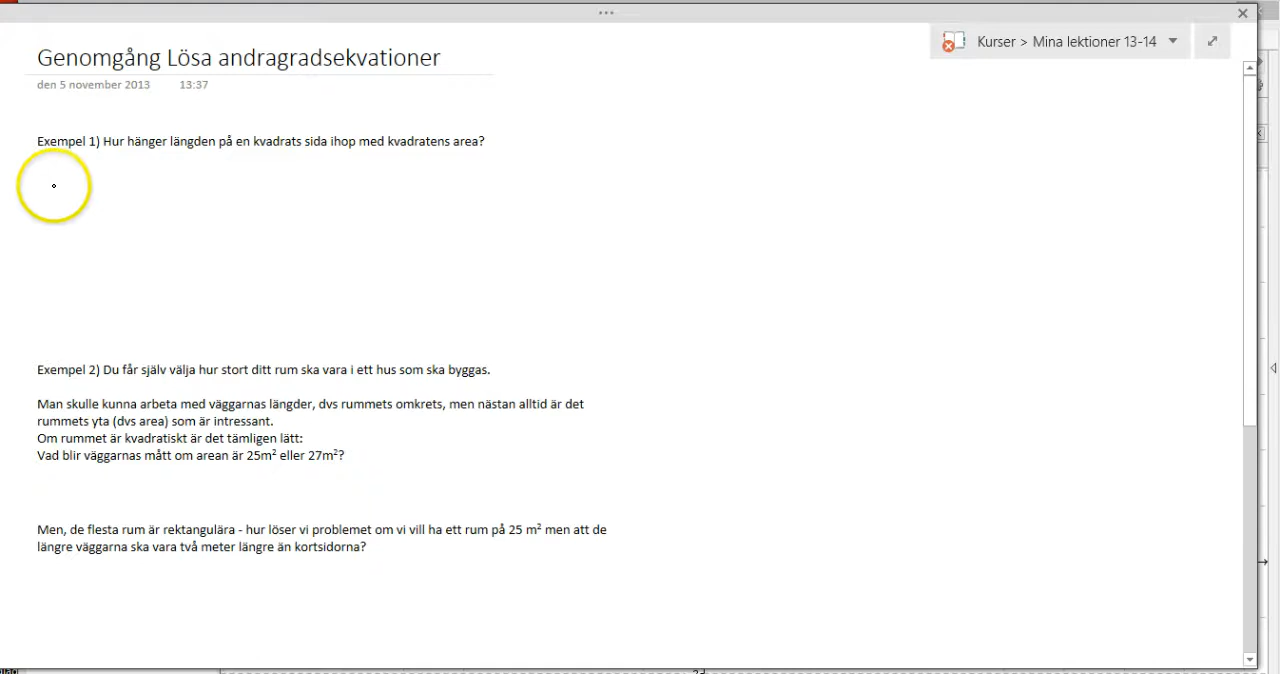 Kurser > Mina lektioner 13-14
Genomgång Lösa andragradsekvationer
den 5 november 2013 13:37
Exempel 1) Hur hänger längden på en kvadrats sida ihop med kvadratens area?
Exempel 2) Du får själv välja hur stort ditt rum ska vara i ett hus som ska byggas.
Man skulle kunna arbeta med väggarnas längder, dvs rummets omkrets, men nästan alltid är det
rummets yta (dvs area) som är intressant.
Om rummet är kvadratiskt är det tämligen lätt:
Vad blir väggarnas mått om arean är 25m² eller 27m²?
Men, de flesta rum är rektangulära - hur löser vi problemet om vi vill ha ett rum på 25 m² men att de
längre väggarna ska vara två meter längre än kortsidorna?